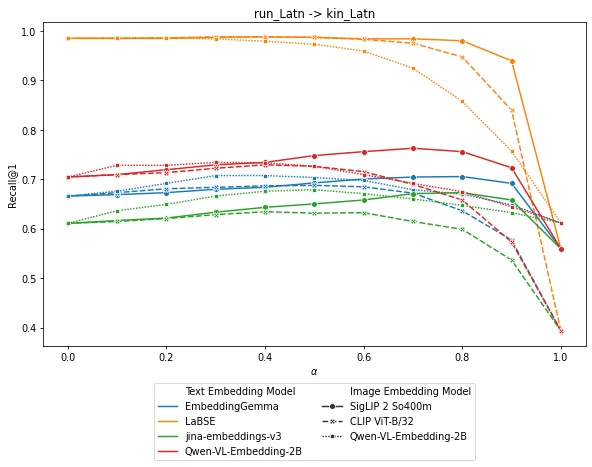 run_Latn -> kin_Latn
Recall@1
1.0
0.9
0.8
0.7
0.6
0.5
0.4
0.0 0.2 0.4 0.6 0.8 1.0
α
Text Embedding Model Image Embedding Model
EmbeddingGemma SigLIP 2 So400m
LaBSE CLIP ViT-B/32
jina-embeddings-v3 Qwen-VL-Embedding-2B
Qwen-VL-Embedding-2B